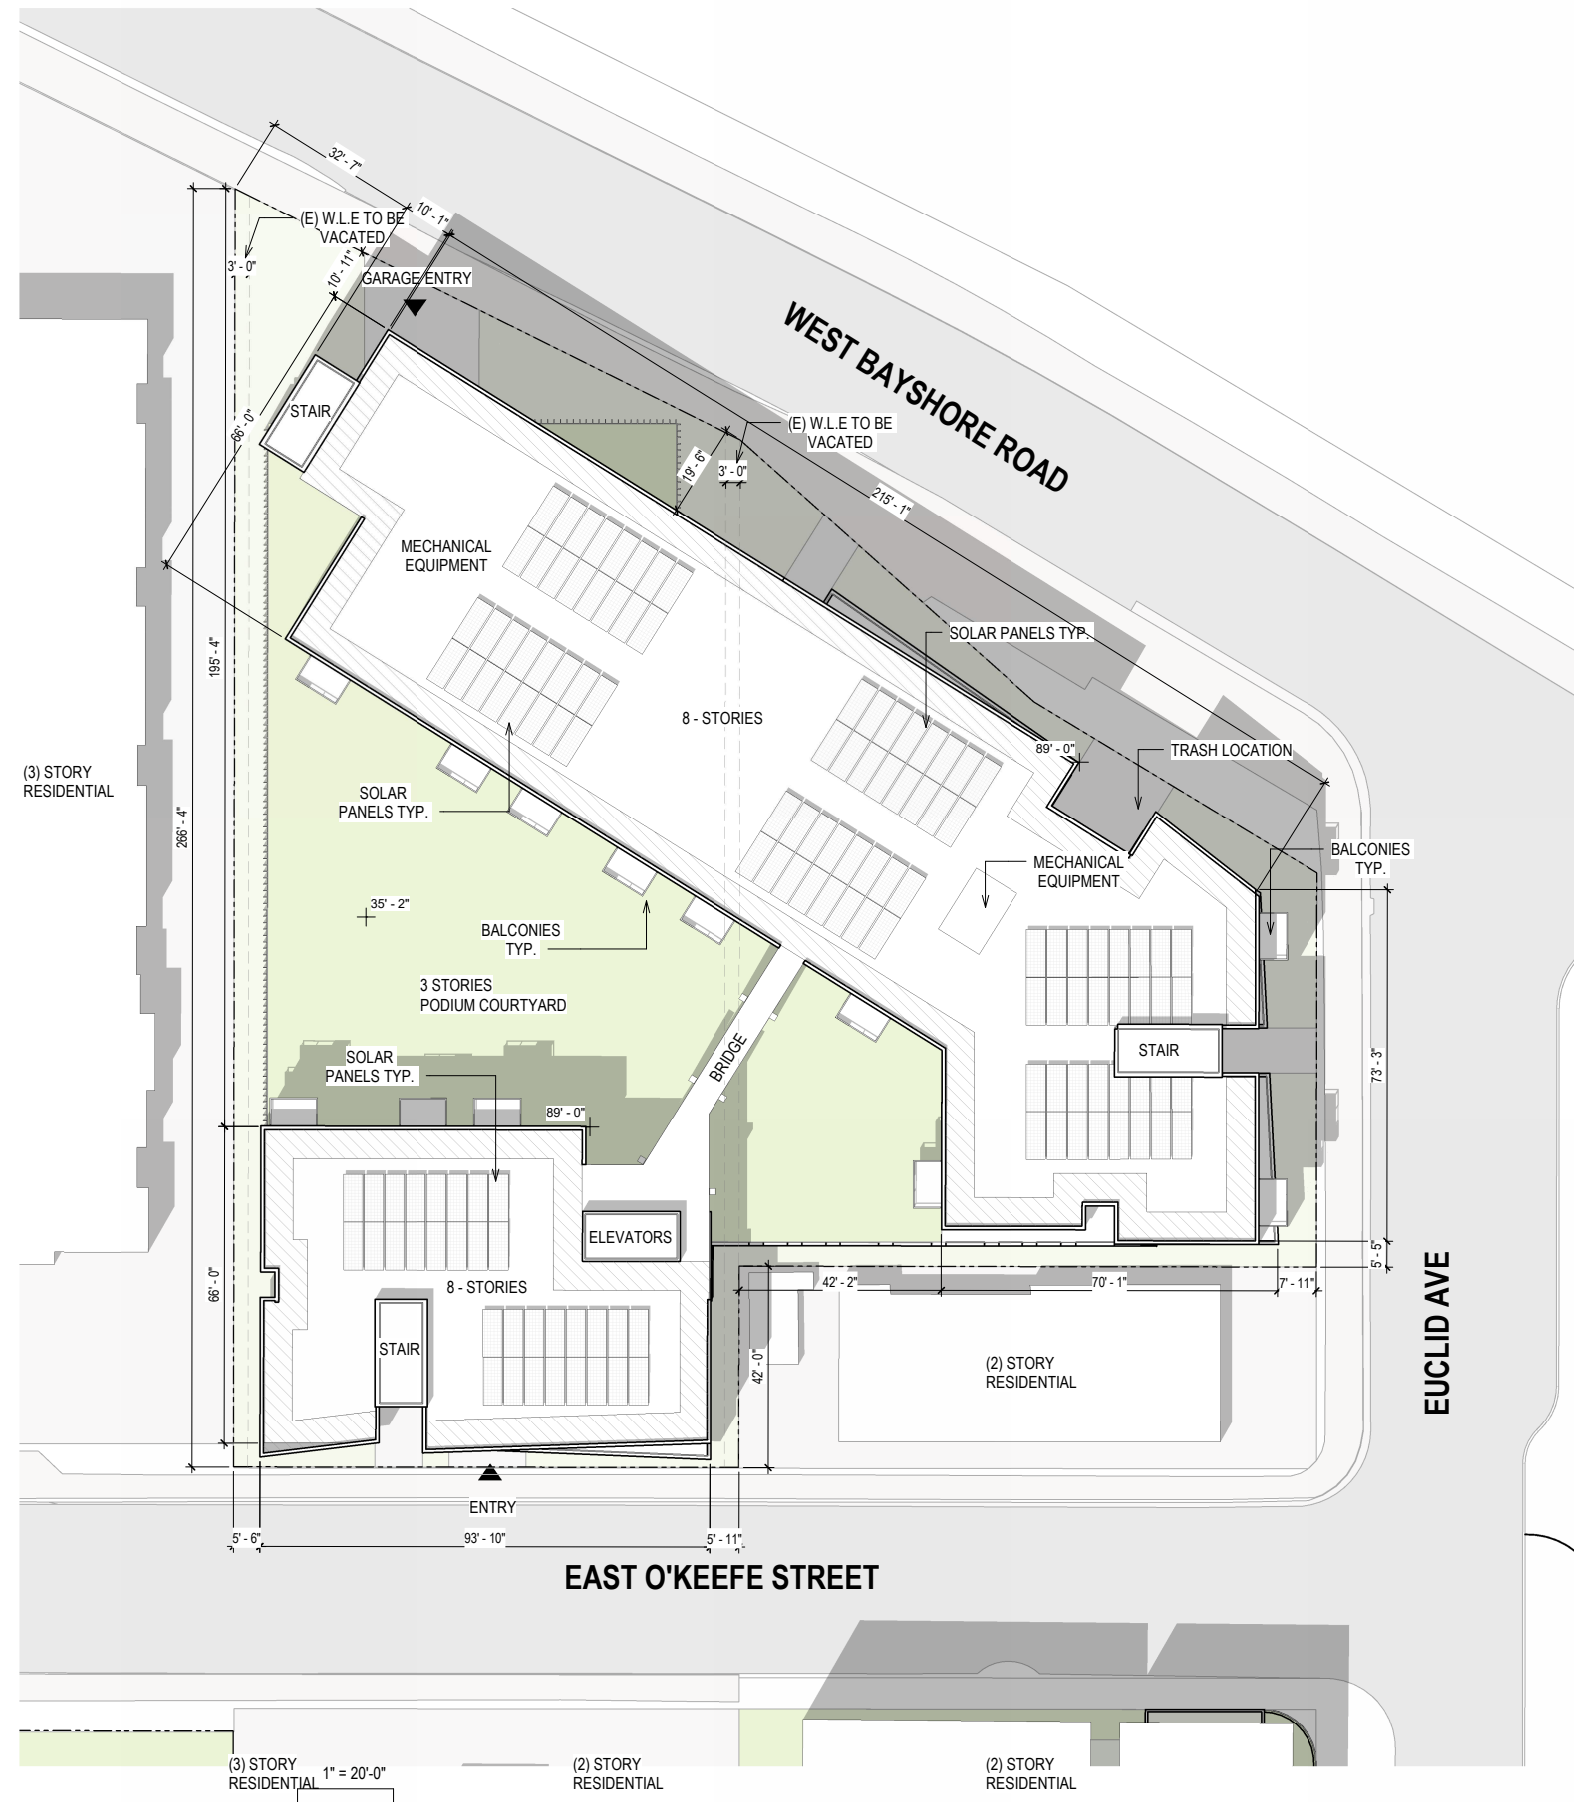 32' - 7"
10' - 1"
(E) W.L.E TO BE
VACATED
3' - 0"
10' - 11"
GARAGE ENTRY
WEST BAYSHORE ROAD
STAIR
66' - 0"
(E) W.L.E TO BE
VACATED
19' - 6"
3' - 0"
215' - 1"
MECHANICAL
EQUIPMENT
SOLAR PANELS TYP.
195' - 4"
8 - STORIES
89' - 0"
TRASH LOCATION
(3) STORY
RESIDENTIAL
SOLAR
PANELS TYP.
266' - 4"
BALCONIES
TYP.
MECHANICAL
EQUIPMENT
35' - 2"
BALCONIES
TYP.
3 STORIES
PODIUM COURTYARD
BRIDGE
STAIR
73' - 3"
SOLAR
PANELS TYP.
89' - 0"
ELEVATORS
5' - 5"
66' - 0"
8 - STORIES
42' - 2"
70' - 1"
7' - 11"
EUCLID AVE
STAIR
42' - 0"
(2) STORY
RESIDENTIAL
ENTRY
5' - 6"
93' - 10"
5' - 11"
EAST O'KEEFE STREET
(3) STORY
RESIDENTIAL
1" = 20'-0"
(2) STORY
RESIDENTIAL
(2) STORY
RESIDENTIAL